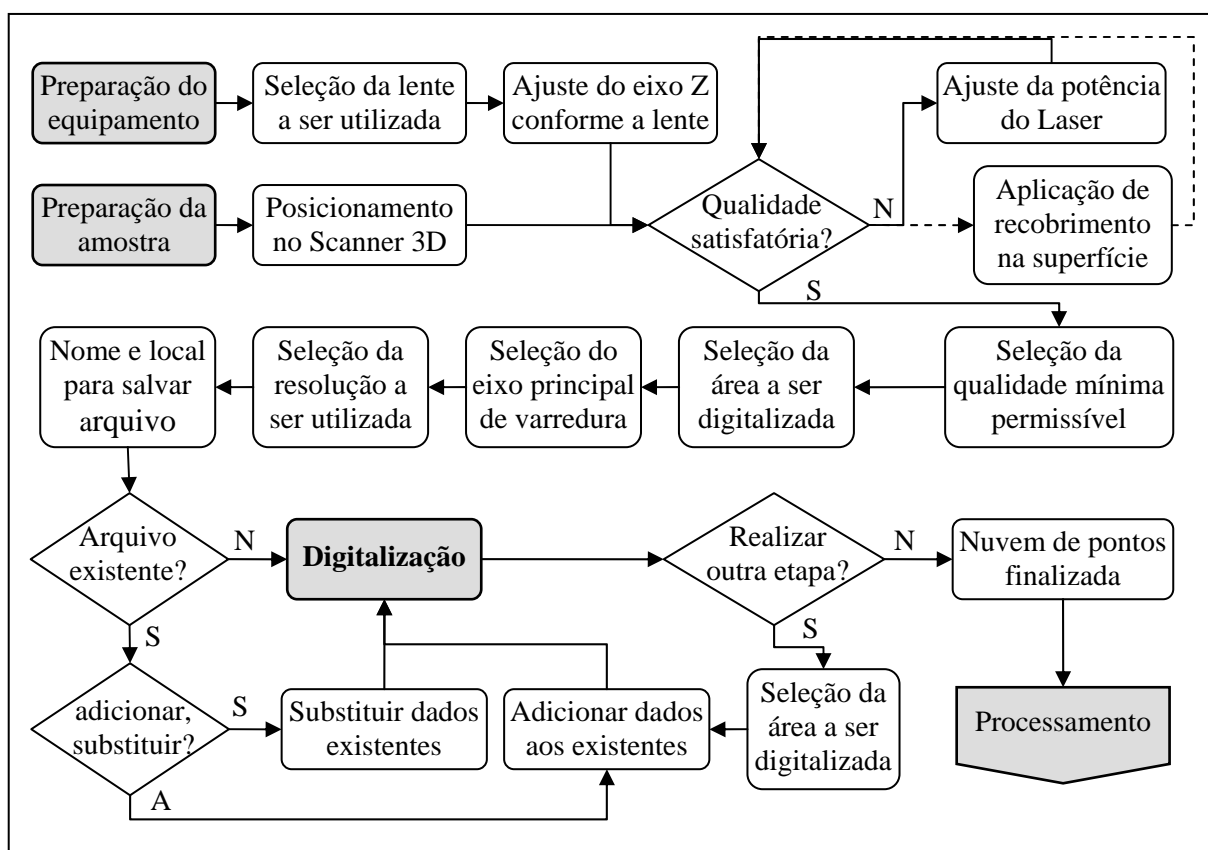 Preparação do
equipamento
Seleção da lente
a ser utilizada
Ajuste do eixo Z
conforme a lente
Ajuste da potência
do Laser
Preparação da
amostra
Posicionamento
no Scanner 3D
Qualidade
satisfatória?
N
Aplicação de
recobrimento
na superfície
S
Nome e local
para salvar
arquivo
Seleção da
resolução a
ser utilizada
Seleção do
eixo principal
de varredura
Seleção da
área a ser
digitalizada
Seleção da
qualidade mínima
permissível
Arquivo
existente?
N
Digitalização
Realizar
outra etapa?
N
Nuvem de pontos
finalizada
S
S
adicionar,
substituir?
S
Substituir dados
existentes
Adicionar dados
aos existentes
Seleção da
área a ser
digitalizada
Processamento
A